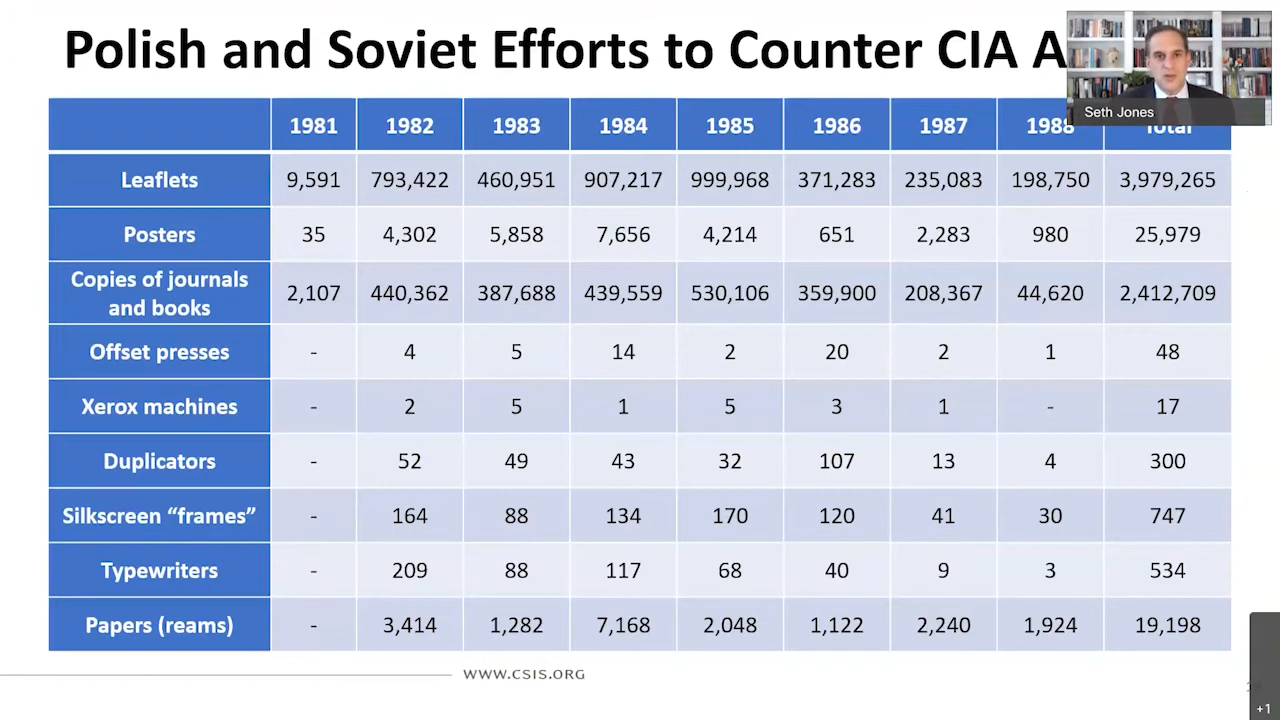 Polish and Soviet Efforts to Counter CIA
Seth Jones
1981 1982 1983 1984 1985 1986 1987 1988 Total
Leaflets 9,591 793,422 460,951 907,217 999,968 371,283 235,083 198,750 3,979,265
Posters 35 4,302 5,858 7,656 4,214 651 2,283 980 25,979
Copies of journals
and books 2,107 440,362 387,688 439,559 530,106 359,900 208,367 44,620 2,412,709
Offset presses - 4 5 14 2 20 2 1 48
Xerox machines - 2 5 1 5 3 1 - 17
Duplicators - 52 49 43 32 107 13 4 300
Silkscreen “frames” - 164 88 134 170 120 41 30 747
Typewriters - 209 88 117 68 40 9 3 534
Papers (reams) - 3,414 1,282 7,168 2,048 1,122 2,240 1,924 19,198
WWW.CSIS.ORG
+1